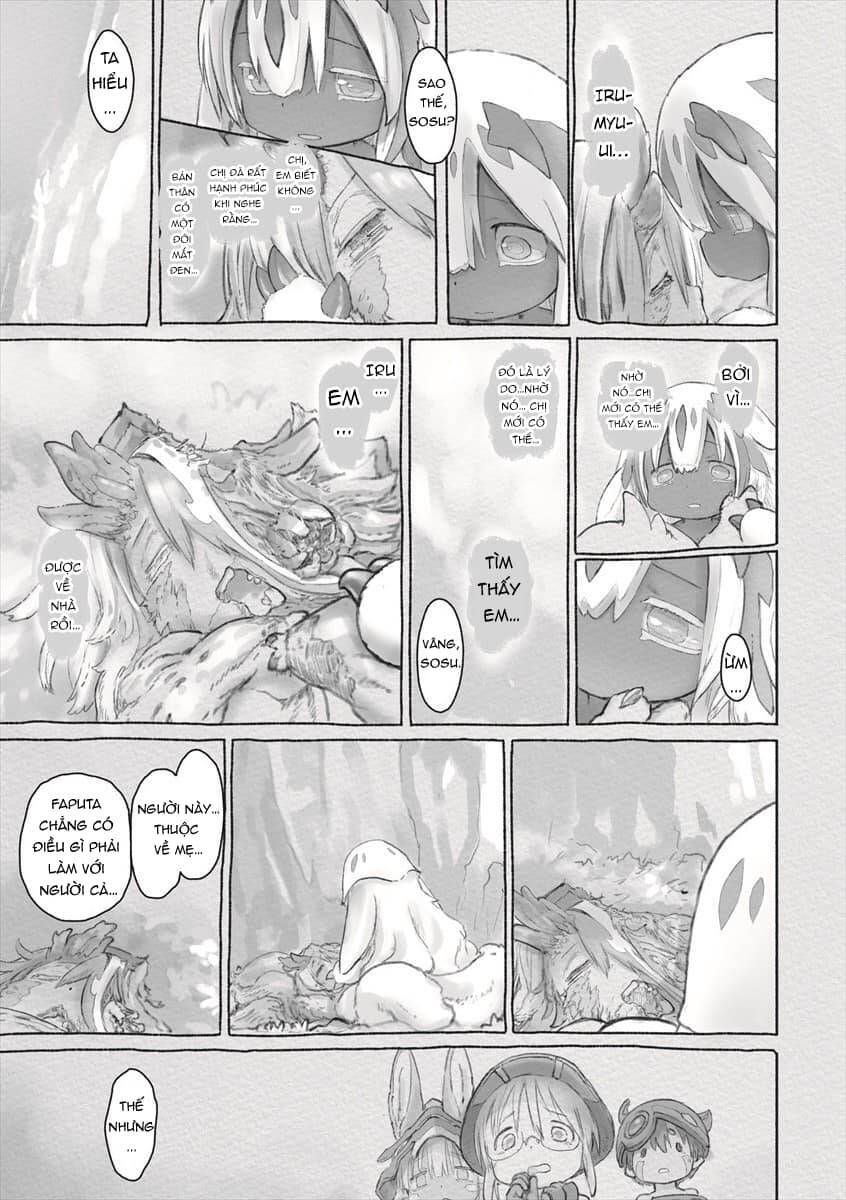 IRU-
MYU-
UI...
SAO
THẾ,
SOSU?
CHỊ,
EM BIẾT
KHÔNG
...
CHỊ ĐÃ RẤT
HẠNH PHÚC
KHI NGHE
RẰNG...
BẢN
THÂN
CÓ
MỘT
ĐÔI
MẮT
ĐEN...
TA
HIỂU
...
BỞI
VÌ...
NHỜ
NÓ...CHỊ
MỚI CÓ THỂ
THẤY EM...
ỪM
...
ĐÓ LÀ LÝ
DO...NHỜ
NÓ... CHỊ
MỚI CÓ
THỂ...
TÌM
THẤY
EM...
VÂNG,
SOSU.
IRU
...
EM
...
ĐƯỢC
VỀ
NHÀ
RỒI...
NGƯỜI NÀY...
THUỘC
VỀ MẸ...
FAPUTA
CHẲNG CÓ
ĐIỀU GÌ PHẢI
LÀM VỚI
NGƯỜI CẢ...
THẾ
NHƯNG
...